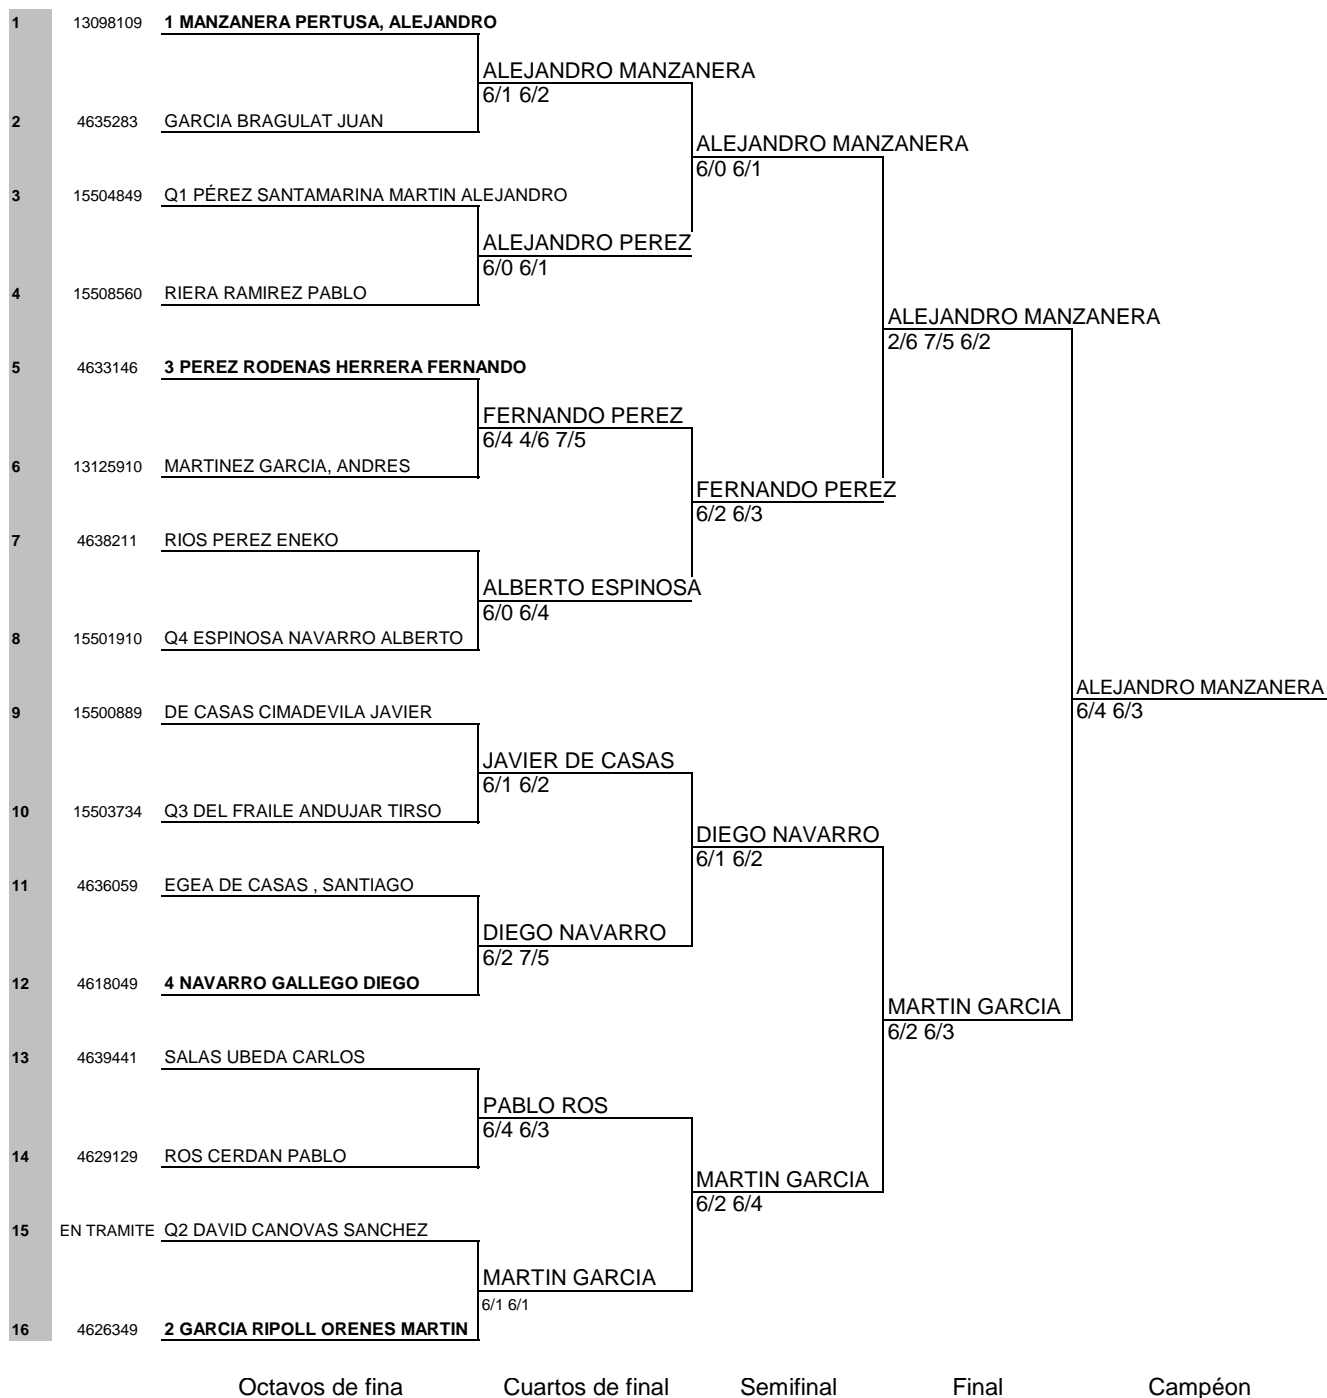 1 13098109 1 MANZANERA PERTUSA, ALEJANDRO
ALEJANDRO MANZANERA
6/1 6/2
2 4635283 GARCIA BRAGULAT JUAN
ALEJANDRO MANZANERA
6/0 6/1
3 15504849 Q1 PÉREZ SANTAMARINA MARTIN ALEJANDRO
ALEJANDRO PEREZ
6/0 6/1
4 15508560 RIERA RAMIREZ PABLO
ALEJANDRO MANZANERA
2/6 7/5 6/2
5 4633146 3 PEREZ RODENAS HERRERA FERNANDO
FERNANDO PEREZ
6/4 4/6 7/5
6 13125910 MARTINEZ GARCIA, ANDRES
FERNANDO PEREZ
6/2 6/3
7 4638211 RIOS PEREZ ENEKO
ALBERTO ESPINOSA
6/0 6/4
8 15501910 Q4 ESPINOSA NAVARRO ALBERTO
ALEJANDRO MANZANERA
6/4 6/3
9 15500889 DE CASAS CIMADEVILA JAVIER
JAVIER DE CASAS
6/1 6/2
10 15503734 Q3 DEL FRAILE ANDUJAR TIRSO
DIEGO NAVARRO
6/1 6/2
11 4636059 EGEA DE CASAS , SANTIAGO
DIEGO NAVARRO
6/2 7/5
12 4618049 4 NAVARRO GALLEGO DIEGO
MARTIN GARCIA
6/2 6/3
13 4639441 SALAS UBEDA CARLOS
PABLO ROS
6/4 6/3
14 4629129 ROS CERDAN PABLO
MARTIN GARCIA
6/2 6/4
15 EN TRAMITE Q2 DAVID CANOVAS SANCHEZ
MARTIN GARCIA
6/1 6/1
16 4626349 2 GARCIA RIPOLL ORENES MARTIN
Octavos de fina Cuartos de final Semifinal Final Campéon